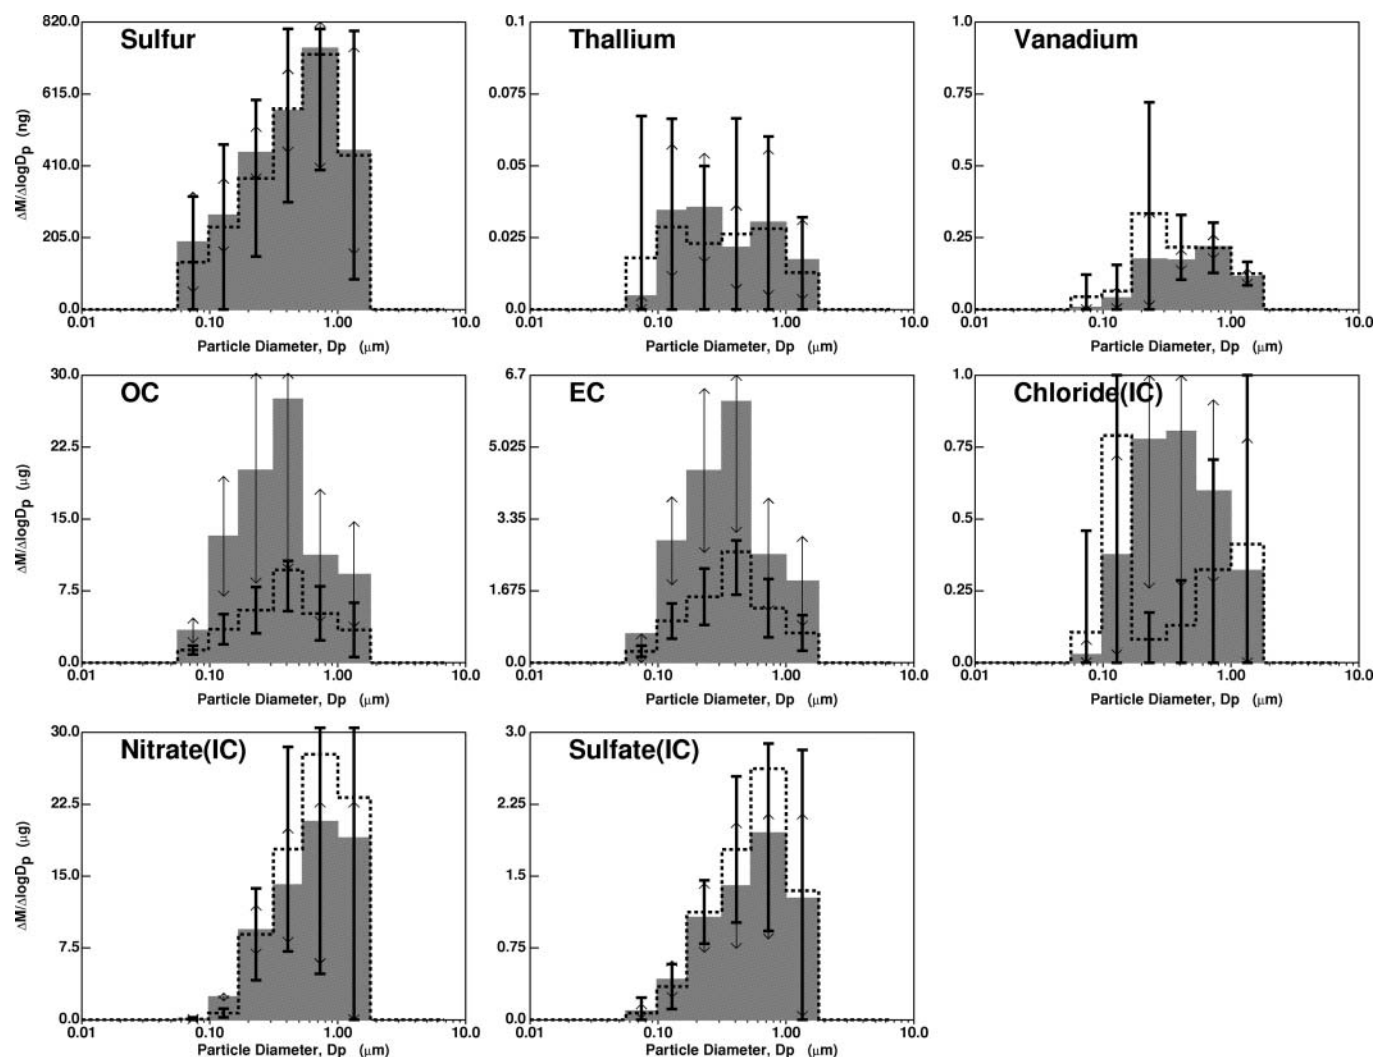 Sulfur
820.0
615.0
410.0
205.0
0.0
ΔM/ΔlogDp (ng)
0.01 0.10 1.00 10.0
Particle Diameter, Dp (μm)
Thallium
0.1
0.075
0.05
0.025
0.0
0.01 0.10 1.00 10.0
Particle Diameter, Dp (μm)
Vanadium
1.0
0.75
0.5
0.25
0.0
0.01 0.10 1.00 10.0
Particle Diameter, Dp (μm)
OC
30.0
22.5
15.0
7.5
0.0
ΔM/ΔlogDp (μg)
0.01 0.10 1.00 10.0
Particle Diameter, Dp (μm)
EC
6.7
5.025
3.35
1.675
0.0
0.01 0.10 1.00 10.0
Particle Diameter, Dp (μm)
Chloride(IC)
1.0
0.75
0.5
0.25
0.0
0.01 0.10 1.00 10.0
Particle Diameter, Dp (μm)
Nitrate(IC)
30.0
22.5
15.0
7.5
0.0
ΔM/ΔlogDp (μg)
0.01 0.10 1.00 10.0
Particle Diameter, Dp (μm)
Sulfate(IC)
3.0
2.25
1.5
0.75
0.0
0.01 0.10 1.00 10.0
Particle Diameter, Dp (μm)